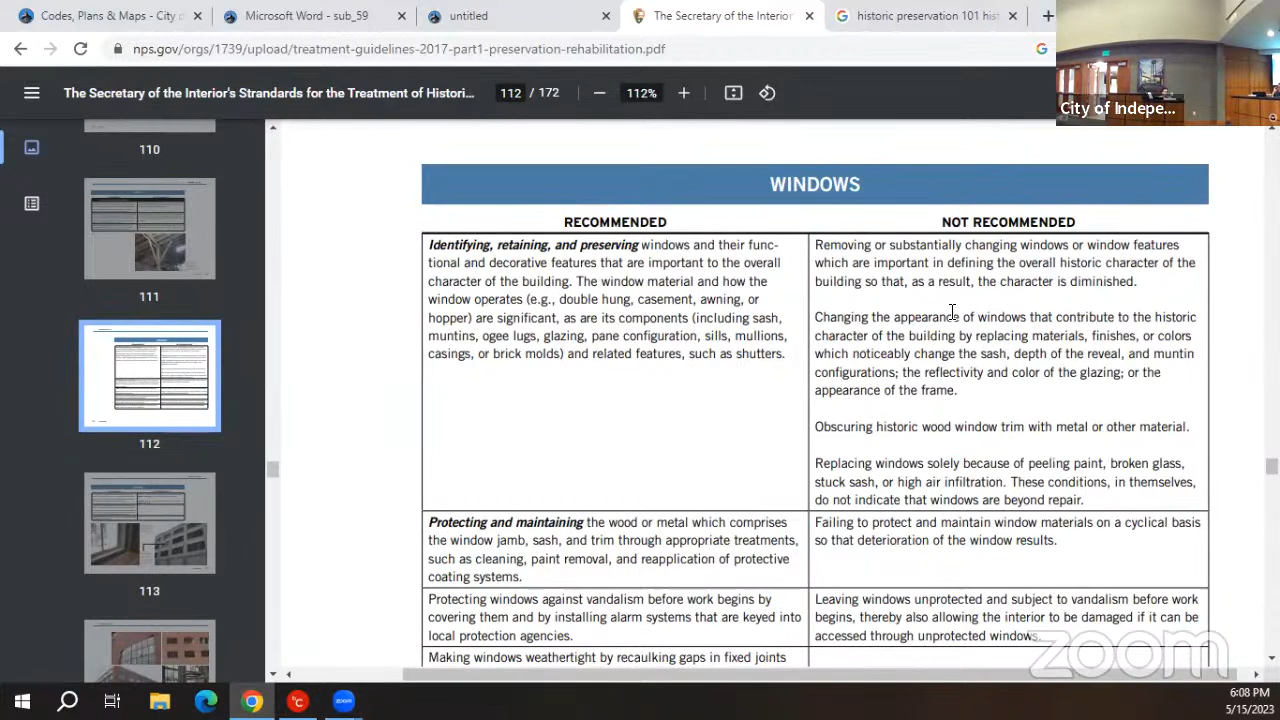 Codes, Plans & Maps - City o
Microsoft Word - sub_59
untitled
The Secretary of the Interior
historic preservation 101 hist
nps.gov/orgs/1739/upload/treatment-guidelines-2017-part1-preservation-rehabilitation.pdf
City of Indepe...
The Secretary of the Interior's Strandards for the Treatment of Histori...
112 / 172
112%
110
111
112
113
WINDOWS
RECOMMENDED
NOT RECOMMENDED
Identifying, retaining, and preserving windows and their func-
tional and decorative features that are important to the overall
character of the building. The window material and how the
window operates (e.g., double hung, casement, awning, or
hopper) are significant, as are its components (including sash,
muntins, ogee lugs, glazing, pane configuration, sills, mullions,
casings, or brick molds) and related features, such as shutters.
Removing or substantially changing windows or window features
which are important in defining the overall historic character of the
building so that, as a result, the character is diminished.
Changing the appearance of windows that contribute to the historic
character of the building by replacing materials, finishes, or colors
which noticeably change the sash, depth of the reveal, and muntin
configurations; the reflectivity and color of the glazing; or the
appearance of the frame.
Obscuring historic wood window trim with metal or other material.
Replacing windows solely because of peeling paint, broken glass,
stuck sash, or high air infiltration. These conditions, in themselves,
do not indicate that windows are beyond repair.
Protecting and maintaining the wood or metal which comprises
the window jamb, sash, and trim through appropriate treatments,
such as cleaning, paint removal, and reapplication of protective
coating systems.
Failing to protect and maintain window materials on a cyclical basis
so that deterioration of the window results.
Protecting windows against vandalism before work begins by
covering them and by installing alarm systems that are keyed into
local protection agencies.
Leaving windows unprotected and subject to vandalism before work
begins, thereby also allowing the interior to be damaged if it can be
accessed through unprotected windows.
Making windows weathertight by recaulking gaps in fixed joints
zoom
zoom
6:08 PM
5/15/2023